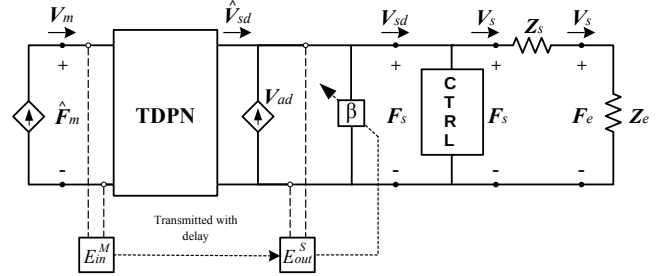 V_m
V̂_sd
V_sd
V_s
Z_s
V_s
+
+
+
+
F̂_m
TDPN
V_ad
β
F_s
C
T
R
L
F_s
F_e
Z_e
-
-
-
-
Transmitted with
delay
E_in^M
E_out^S